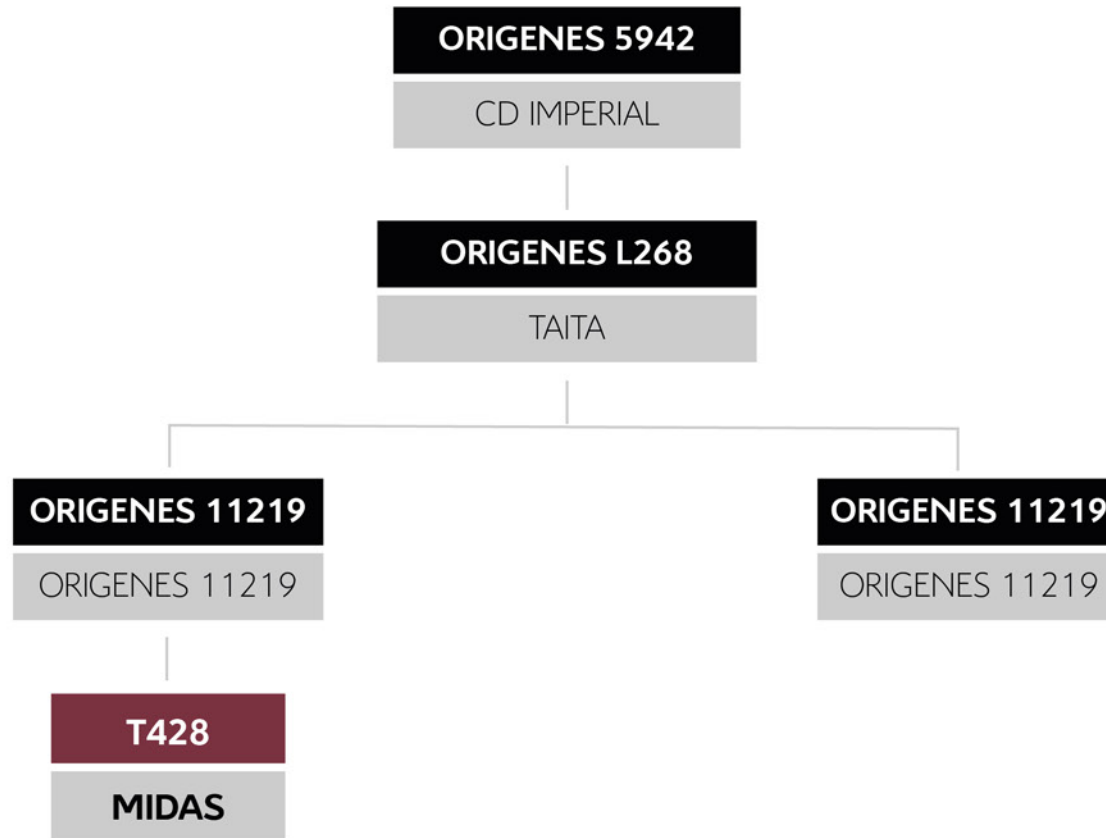 ORIGENES 5942
CD IMPERIAL
ORIGENES L268
TAITA
ORIGENES 11219
ORIGENES 11219
ORIGENES 11219
ORIGENES 11219
T428
MIDAS